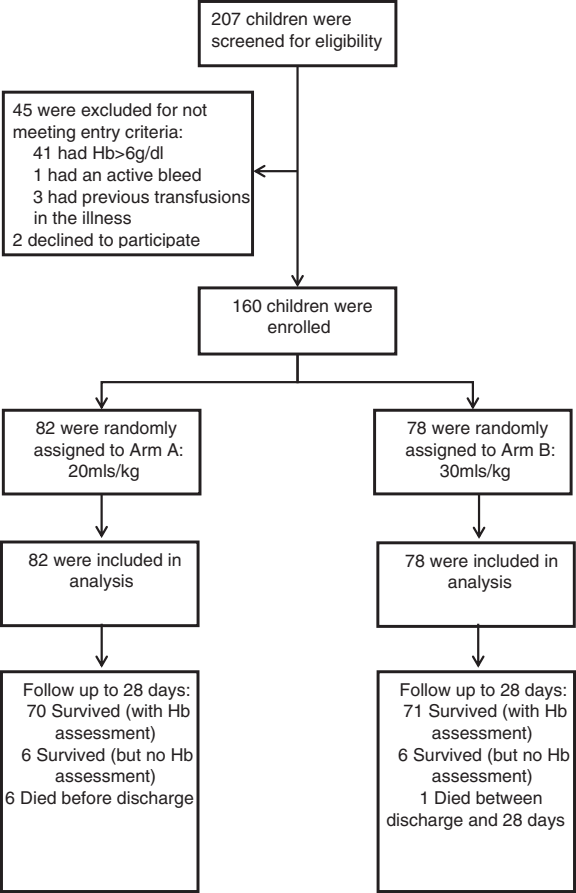 207 children were
screened for eligibility
45 were excluded for not
meeting entry criteria:
41 had Hb>6g/dl
1 had an active bleed
3 had previous transfusions
in the illness
2 declined to participate
160 children were
enrolled
82 were randomly
assigned to Arm A:
20mls/kg
78 were randomly
assigned to Arm B:
30mls/kg
82 were included in
analysis
78 were included in
analysis
Follow up to 28 days:
70 Survived (with Hb
assessment)
6 Survived (but no Hb
assessment)
6 Died before discharge
Follow up to 28 days:
71 Survived (with Hb
assessment)
6 Survived (but no Hb
assessment)
1 Died between
discharge and 28 days